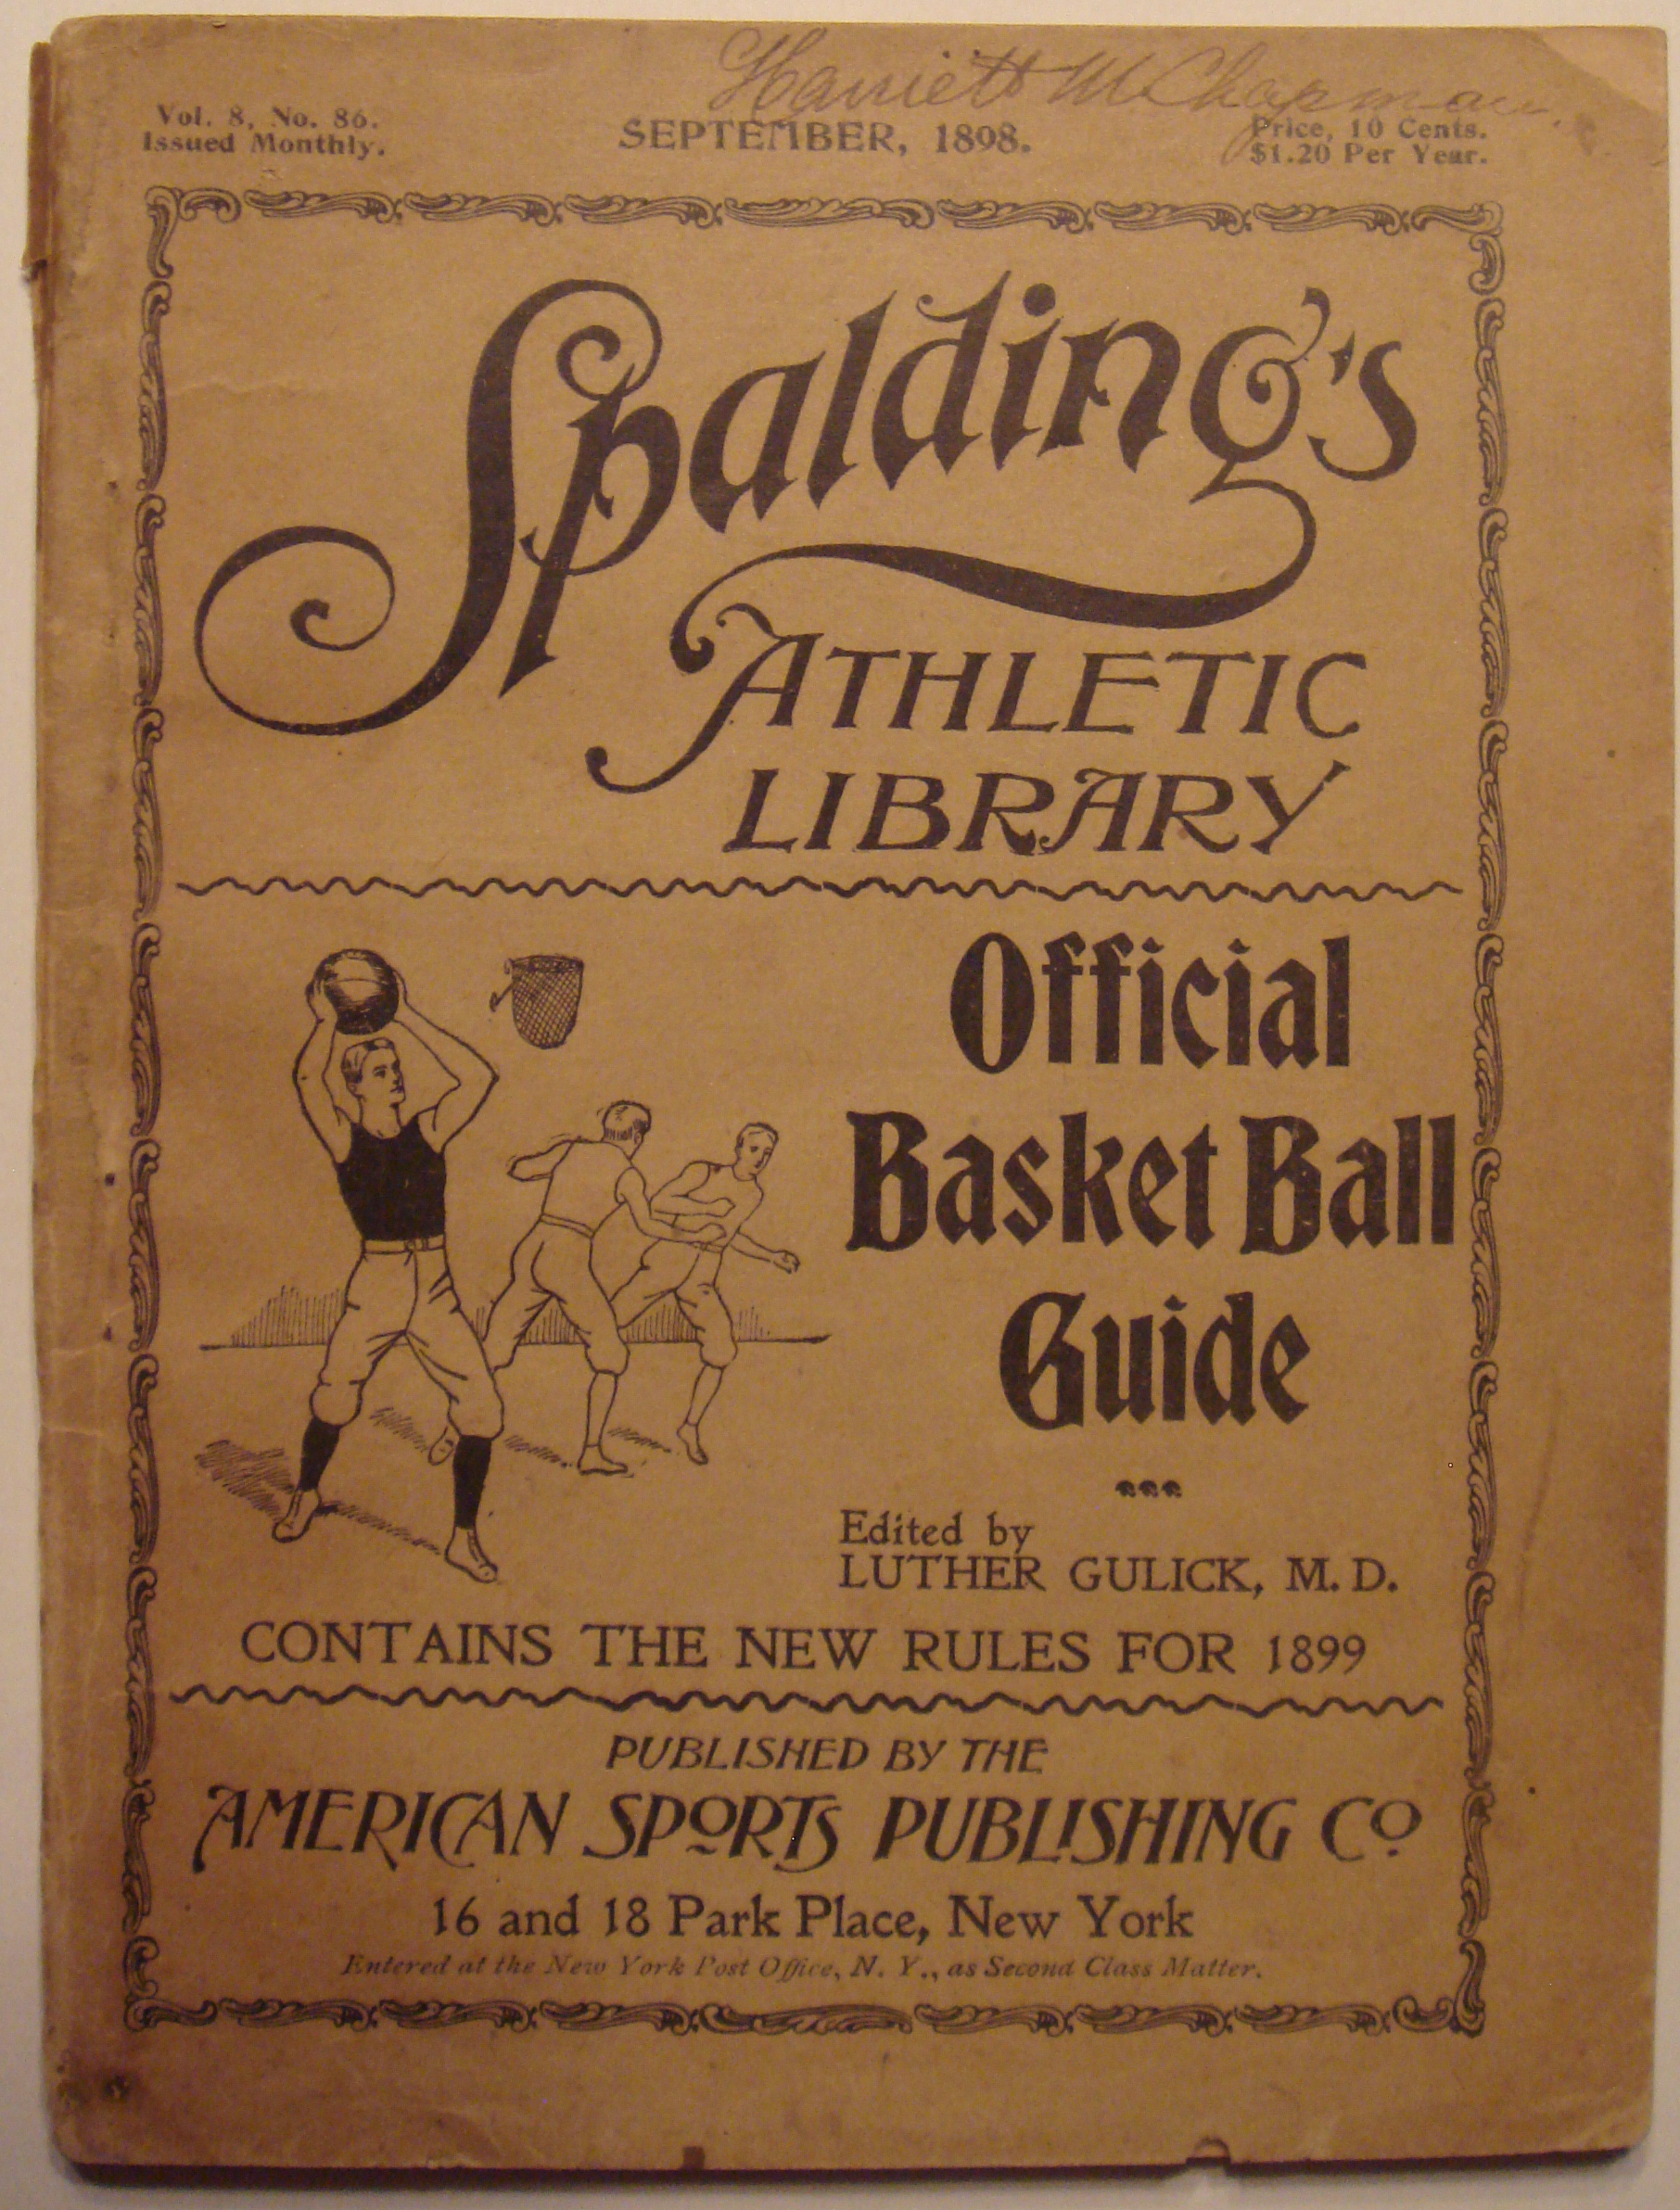 Harriett M Chapman.
Vol. 8, No. 86.
Issued Monthly.
SEPTEMBER, 1898.
Price, 10 Cents.
$1.20 Per Year.
Spalding's
ATHLETIC
LIBRARY
Official
Basket Ball
Guide
Edited by
LUTHER GULICK, M. D.
CONTAINS THE NEW RULES FOR 1899
PUBLISHED BY THE
AMERICAN SPORTS PUBLISHING CO.
16 and 18 Park Place, New York
Entered at the New York Post Office, N. Y., as Second Class Matter.